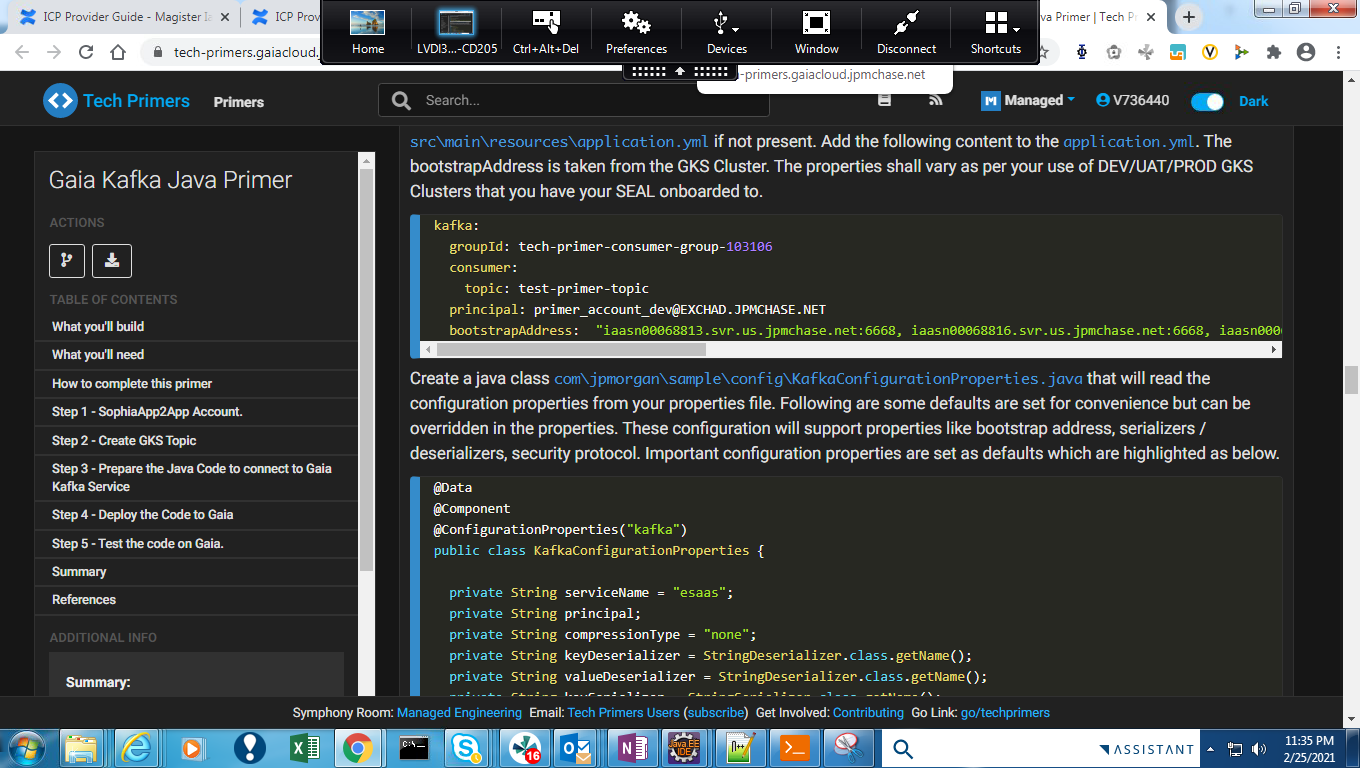 ICP Provider Guide - Magister
ICP Prov
Java Primer | Tech Pr
Home
LVDI3...-CD205
Ctrl+Alt+Del
Preferences
Devices
Window
Disconnect
Shortcuts
tech-primers.gaiacloud.
-primers.gaiacloud.jpmchase.net
Tech Primers
Primers
Search...
Managed
V736440
Dark
Gaia Kafka Java Primer
ACTIONS
TABLE OF CONTENTS
What you'll build
What you'll need
How to complete this primer
Step 1 - SophiaApp2App Account.
Step 2 - Create GKS Topic
Step 3 - Prepare the Java Code to connect to Gaia
Kafka Service
Step 4 - Deploy the Code to Gaia
Step 5 - Test the code on Gaia.
Summary
References
ADDITIONAL INFO
Summary:
src\main\resources\application.yml if not present. Add the following content to the application.yml. The
bootstrapAddress is taken from the GKS Cluster. The properties shall vary as per your use of DEV/UAT/PROD GKS
Clusters that you have your SEAL onboarded to.
kafka:
groupId: tech-primer-consumer-group-103106
consumer:
topic: test-primer-topic
principal: primer_account_dev@EXCHAD.JPMCHASE.NET
bootstrapAddress: "iaasn00068813.svr.us.jpmchase.net:6668, iaasn00068816.svr.us.jpmchase.net:6668, iaasn000
Create a java class com\jpmorgan\sample\config\KafkaConfigurationProperties.java that will read the
configuration properties from your properties file. Following are some defaults are set for convenience but can be
overridden in the properties. These configuration will support properties like bootstrap address, serializers /
deserializers, security protocol. Important configuration properties are set as defaults which are highlighted as below.
@Data
@Component
@ConfigurationProperties("kafka")
public class KafkaConfigurationProperties {
private String serviceName = "esaas";
private String principal;
private String compressionType = "none";
private String keyDeserializer = StringDeserializer.class.getName();
private String valueDeserializer = StringDeserializer.class.getName();
private String keySerializer = StringSerializer.class.getName();
Symphony Room: Managed Engineering Email: Tech Primers Users (subscribe) Get Involved: Contributing Go Link: go/techprimers
16
Java EE
IDE
ASSISTANT
11:35 PM
2/25/2021